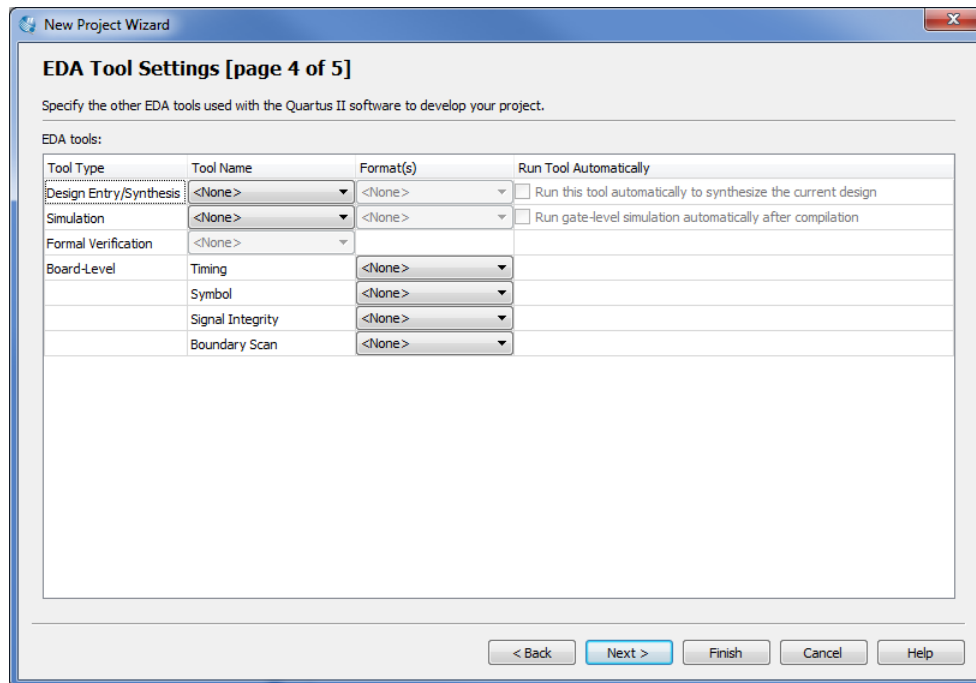 New Project Wizard
EDA Tool Settings [page 4 of 5]
Specify the other EDA tools used with the Quartus II software to develop your project.
EDA tools:
Tool Type Tool Name Format(s) Run Tool Automatically
Design Entry/Synthesis <None> <None> Run this tool automatically to synthesize the current design
Simulation <None> <None> Run gate-level simulation automatically after compilation
Formal Verification <None>
Board-Level Timing <None>
Symbol <None>
Signal Integrity <None>
Boundary Scan <None>
< Back Next > Finish Cancel Help